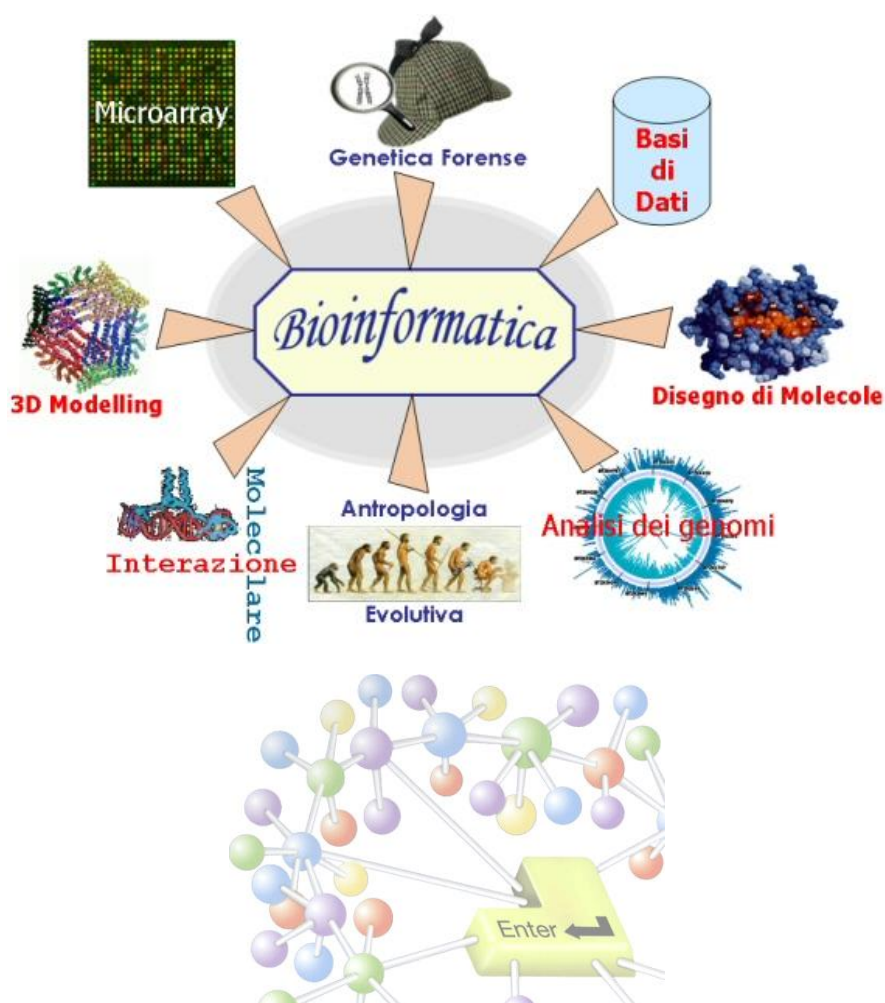 Microarray
Genetica Forense
Basi
di
Dati
Bioinformatica
3D Modelling
Disegno di Molecole
Interazione
Molecolare
Antropologia
Evolutiva
Analisi dei genomi
Enter